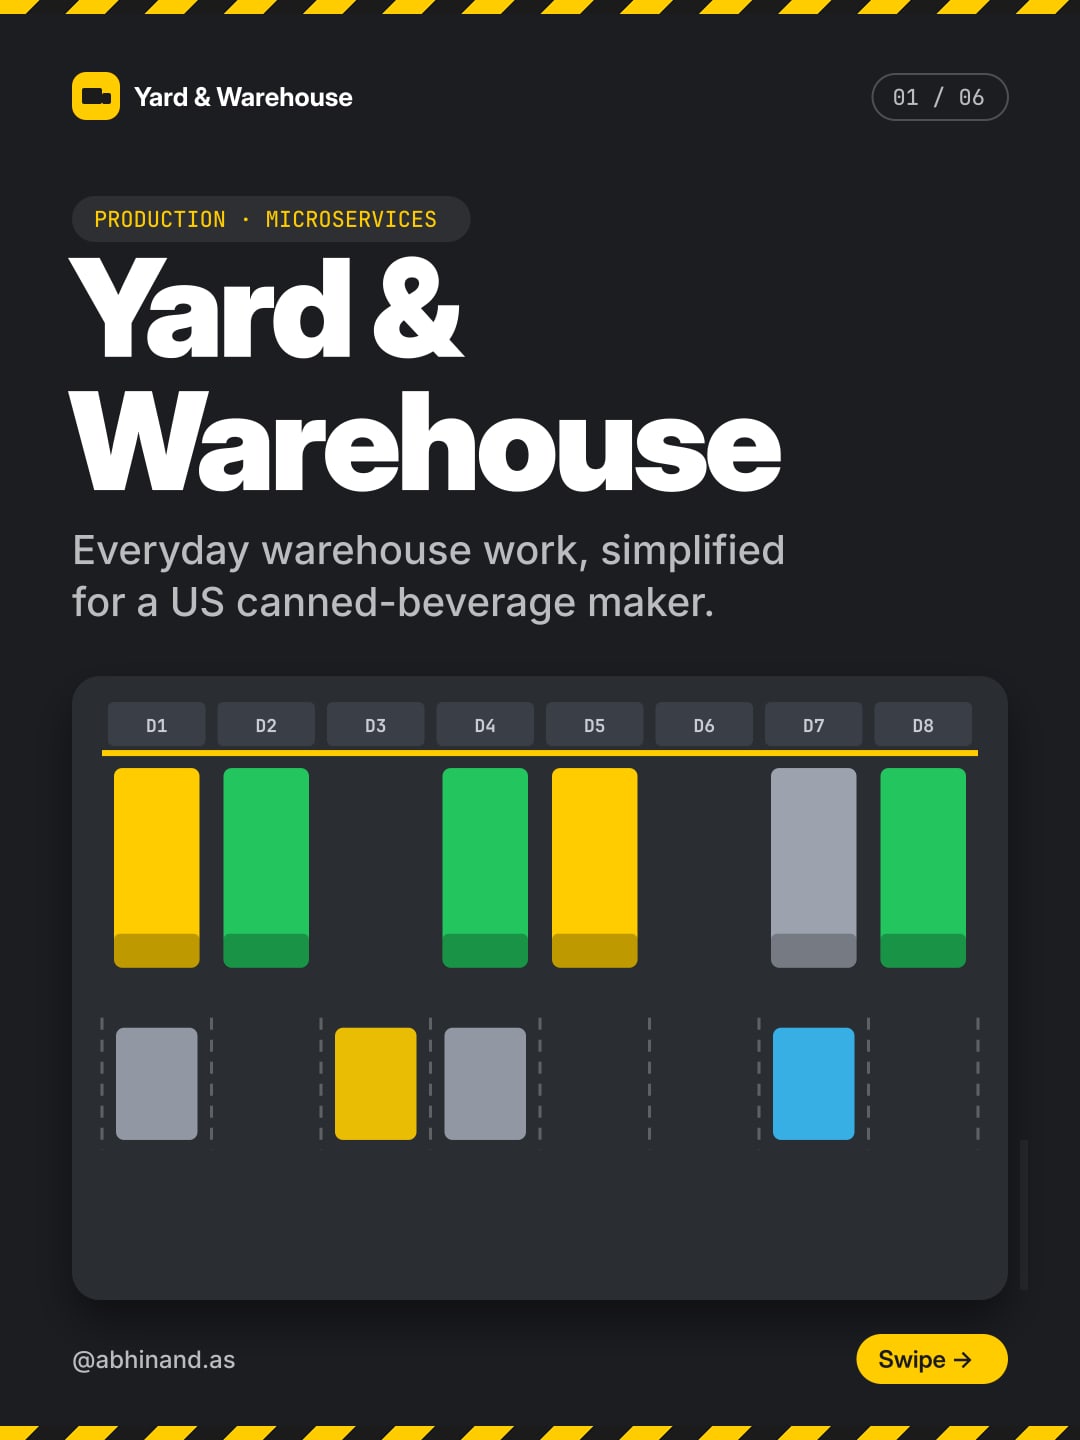 Yard & Warehouse
01 / 06
PRODUCTION · MICROSERVICES
Yard &
Warehouse
Everyday warehouse work, simplified
for a US canned-beverage maker.
D1 D2 D3 D4 D5 D6 D7 D8
@abhinand.as
Swipe →